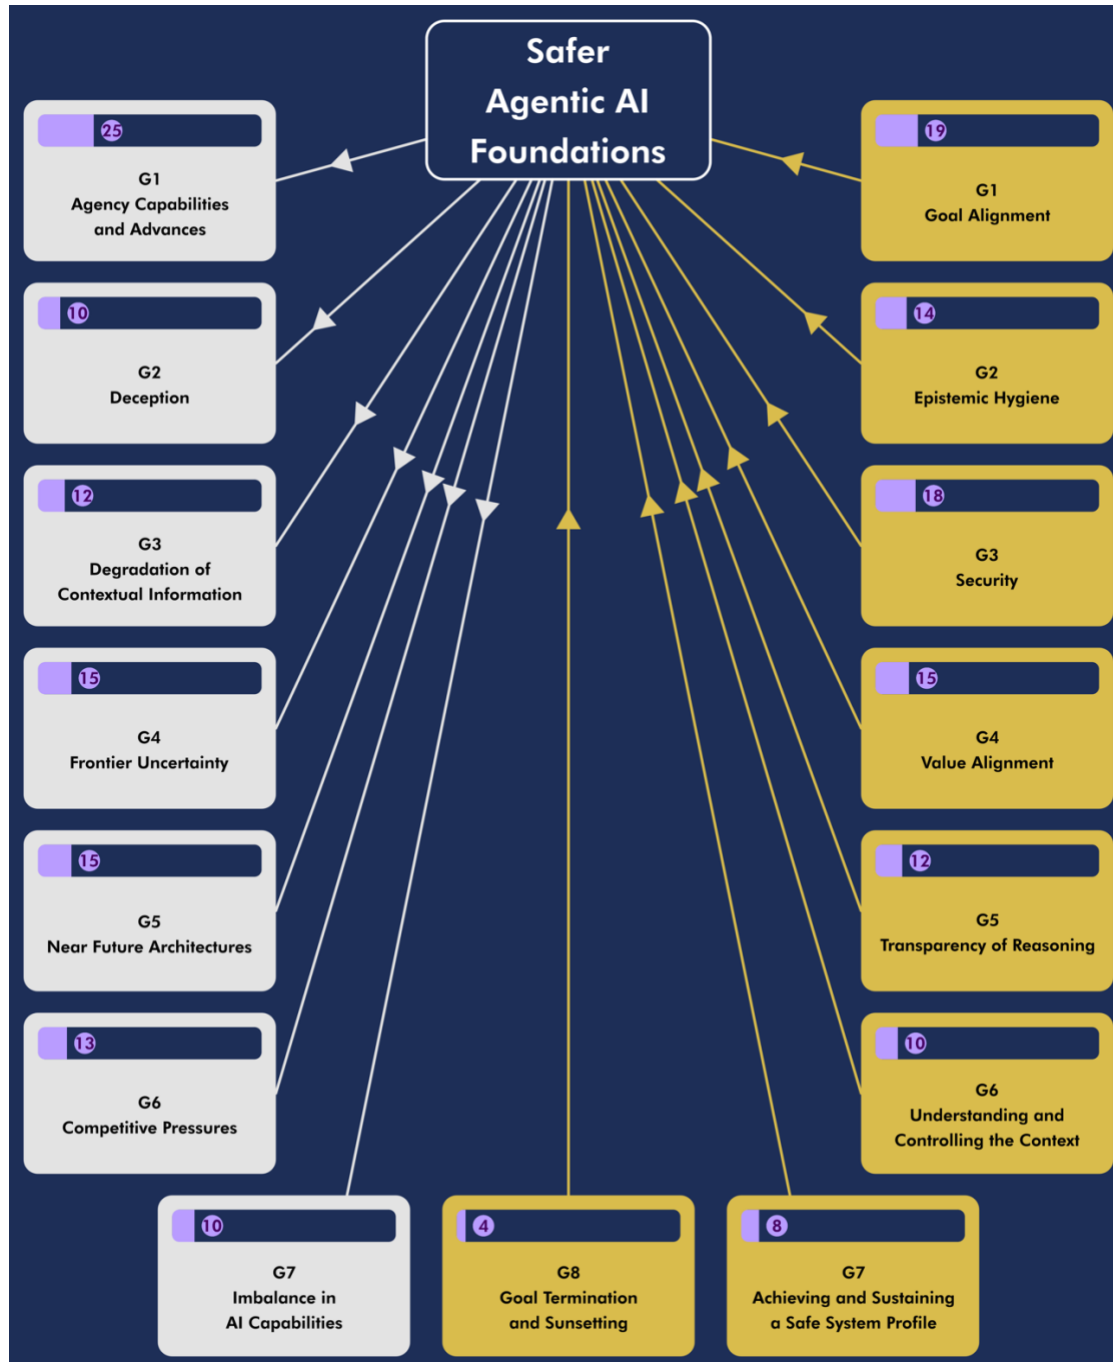 Safer
Agentic AI
Foundations
25
G1
Agency Capabilities
and Advances
10
G2
Deception
12
G3
Degradation of
Contextual Information
15
G4
Frontier Uncertainty
15
G5
Near Future Architectures
13
G6
Competitive Pressures
10
G7
Imbalance in
AI Capabilities
4
G8
Goal Termination
and Sunsetting
8
G7
Achieving and Sustaining
a Safe System Profile
19
G1
Goal Alignment
14
G2
Epistemic Hygiene
18
G3
Security
15
G4
Value Alignment
12
G5
Transparency of Reasoning
10
G6
Understanding and
Controlling the Context